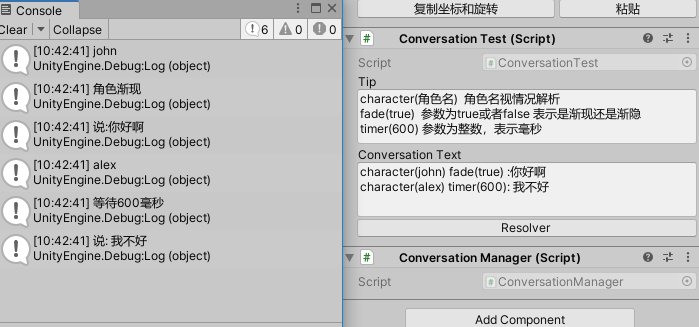 Console
Clear
Collapse
6
0
0
[10:42:41] john
UnityEngine.Debug:Log (object)
[10:42:41] 角色渐现
UnityEngine.Debug:Log (object)
[10:42:41] 说:你好啊
UnityEngine.Debug:Log (object)
[10:42:41] alex
UnityEngine.Debug:Log (object)
[10:42:41] 等待600毫秒
UnityEngine.Debug:Log (object)
[10:42:41] 说: 我不好
UnityEngine.Debug:Log (object)
复制坐标和旋转
粘贴
Conversation Test (Script)
Script
ConversationTest
Tip
character(角色名) 角色名视情况解析
fade(true) 参数为true或者false 表示是渐现还是渐隐
timer(600) 参数为整数，表示毫秒
Conversation Text
character(john) fade(true) :你好啊
character(alex) timer(600): 我不好
Resolver
Conversation Manager (Script)
Script
ConversationManager
Add Component